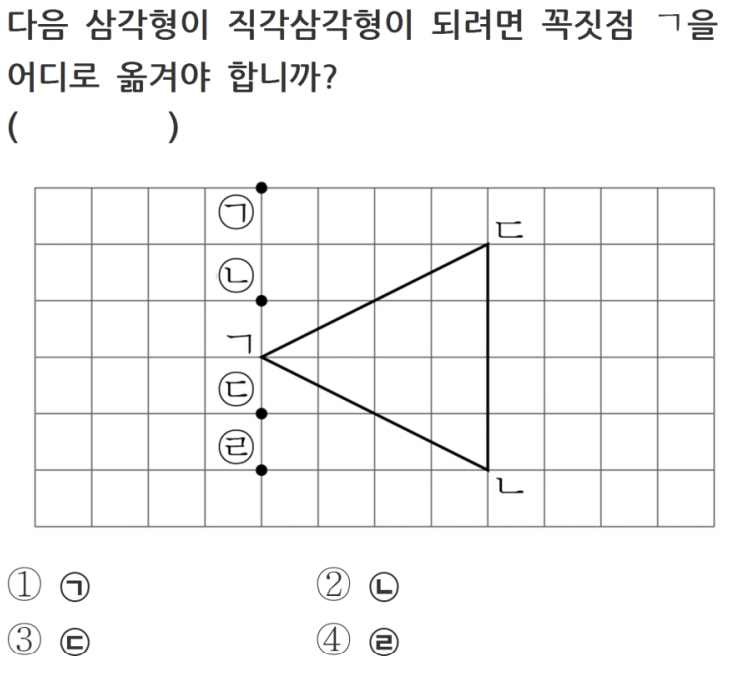 다음 삼각형이 직각삼각형이 되려면 꼭짓점 ㄱ을
어디로 옮겨야 합니까?
( )
㉠
ㄷ
㉡
ㄱ
㉢
㉣
ㄴ
① ㉠ ② ㉡
③ ㉢ ④ ㉣